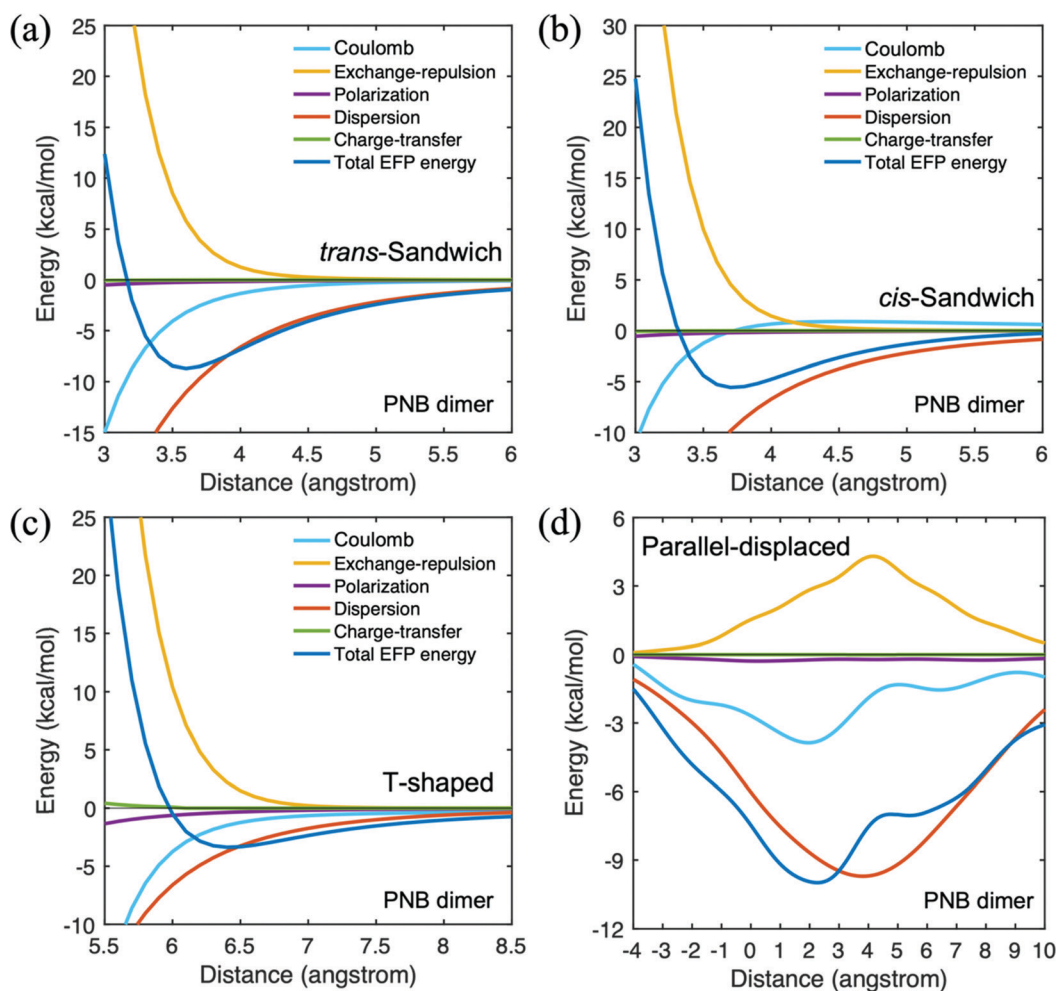 (a)
25
20
15
10
5
0
-5
-10
-15
Energy (kcal/mol)
Coulomb
Exchange-repulsion
Polarization
Dispersion
Charge-transfer
Total EFP energy
trans-Sandwich
PNB dimer
3 3.5 4 4.5 5 5.5 6
Distance (angstrom)
(b)
30
25
20
15
10
5
0
-5
-10
Energy (kcal/mol)
Coulomb
Exchange-repulsion
Polarization
Dispersion
Charge-transfer
Total EFP energy
cis-Sandwich
PNB dimer
3 3.5 4 4.5 5 5.5 6
Distance (angstrom)
(c)
25
20
15
10
5
0
-5
-10
Energy (kcal/mol)
Coulomb
Exchange-repulsion
Polarization
Dispersion
Charge-transfer
Total EFP energy
T-shaped
PNB dimer
5.5 6 6.5 7 7.5 8 8.5
Distance (angstrom)
(d)
6
3
0
-3
-6
-9
-12
Energy (kcal/mol)
Parallel-displaced
PNB dimer
-4 -3 -2 -1 0 1 2 3 4 5 6 7 8 9 10
Distance (angstrom)